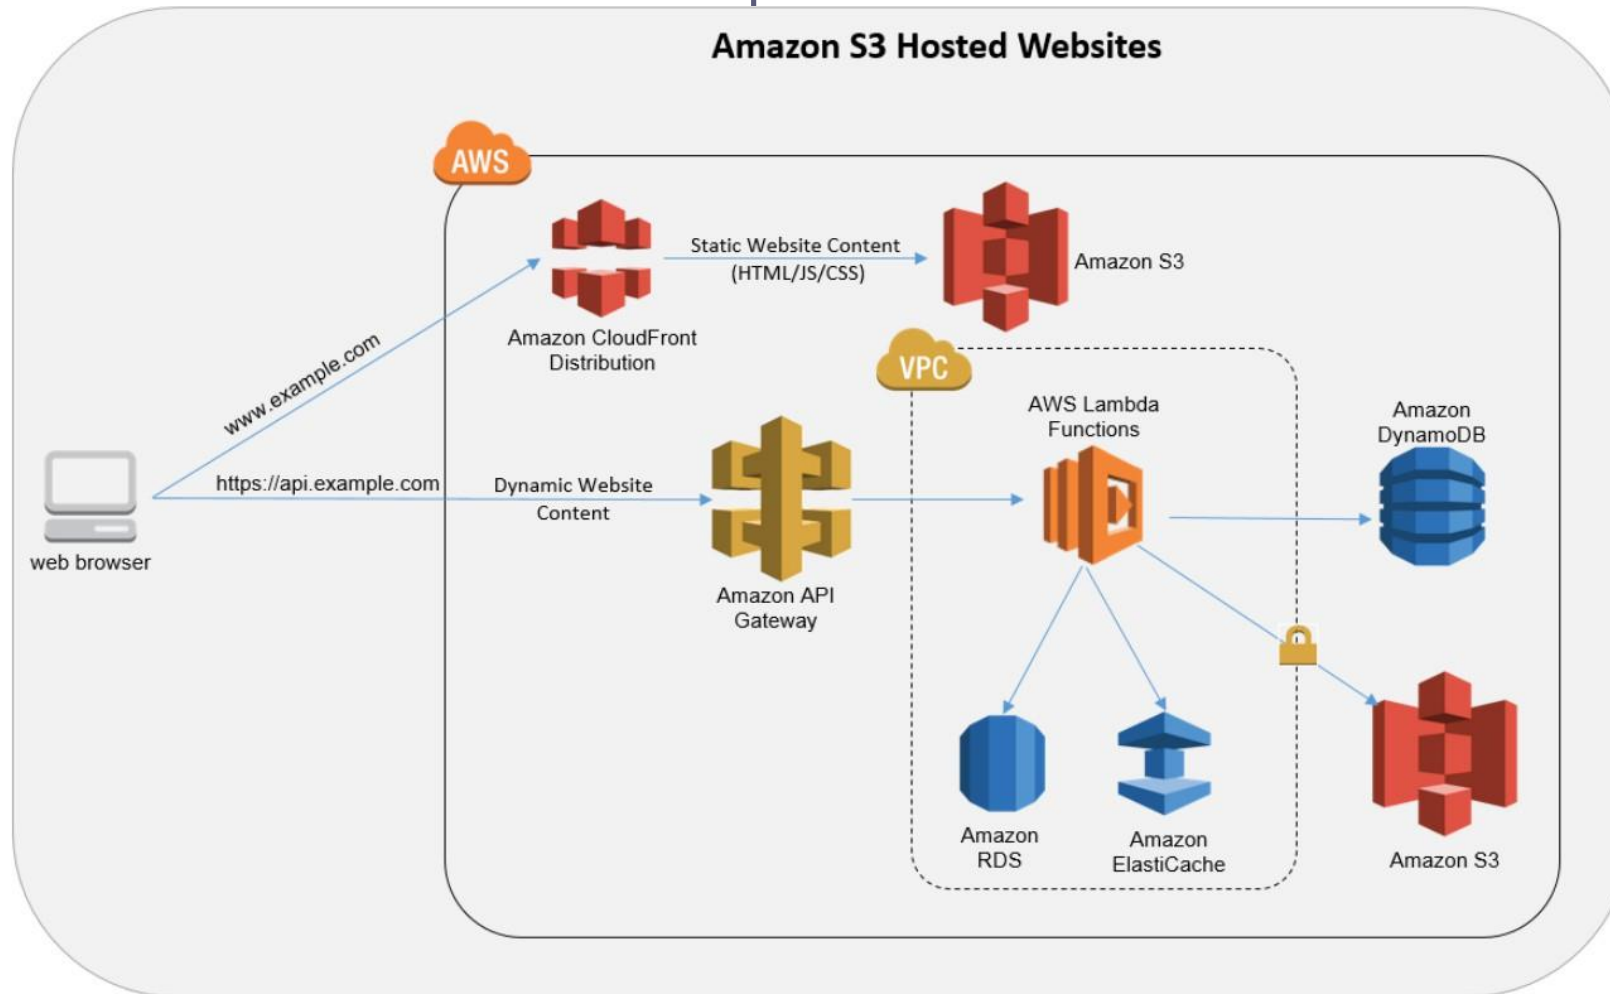 Amazon S3 Hosted Websites
AWS
Static Website Content
(HTML/JS/CSS)
Amazon S3
Amazon CloudFront
Distribution
www.example.com
VPC
AWS Lambda
Functions
Amazon
DynamoDB
https://api.example.com
Dynamic Website
Content
web browser
Amazon API
Gateway
Amazon
RDS
Amazon
ElastiCache
Amazon S3